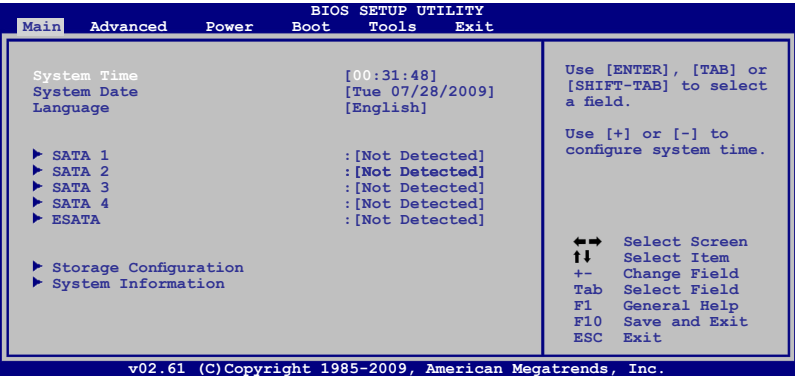 BIOS SETUP UTILITY
Main Advanced Power Boot Tools Exit
System Time [00:31:48]
System Date [Tue 07/28/2009]
Language [English]
SATA 1 :[Not Detected]
SATA 2 :[Not Detected]
SATA 3 :[Not Detected]
SATA 4 :[Not Detected]
ESATA :[Not Detected]
Storage Configuration
System Information
Use [ENTER], [TAB] or
[SHIFT-TAB] to select
a field.
Use [+] or [-] to
configure system time.
←→ Select Screen
↑↓ Select Item
+- Change Field
Tab Select Field
F1 General Help
F10 Save and Exit
ESC Exit
v02.61 (C)Copyright 1985-2009, American Megatrends, Inc.